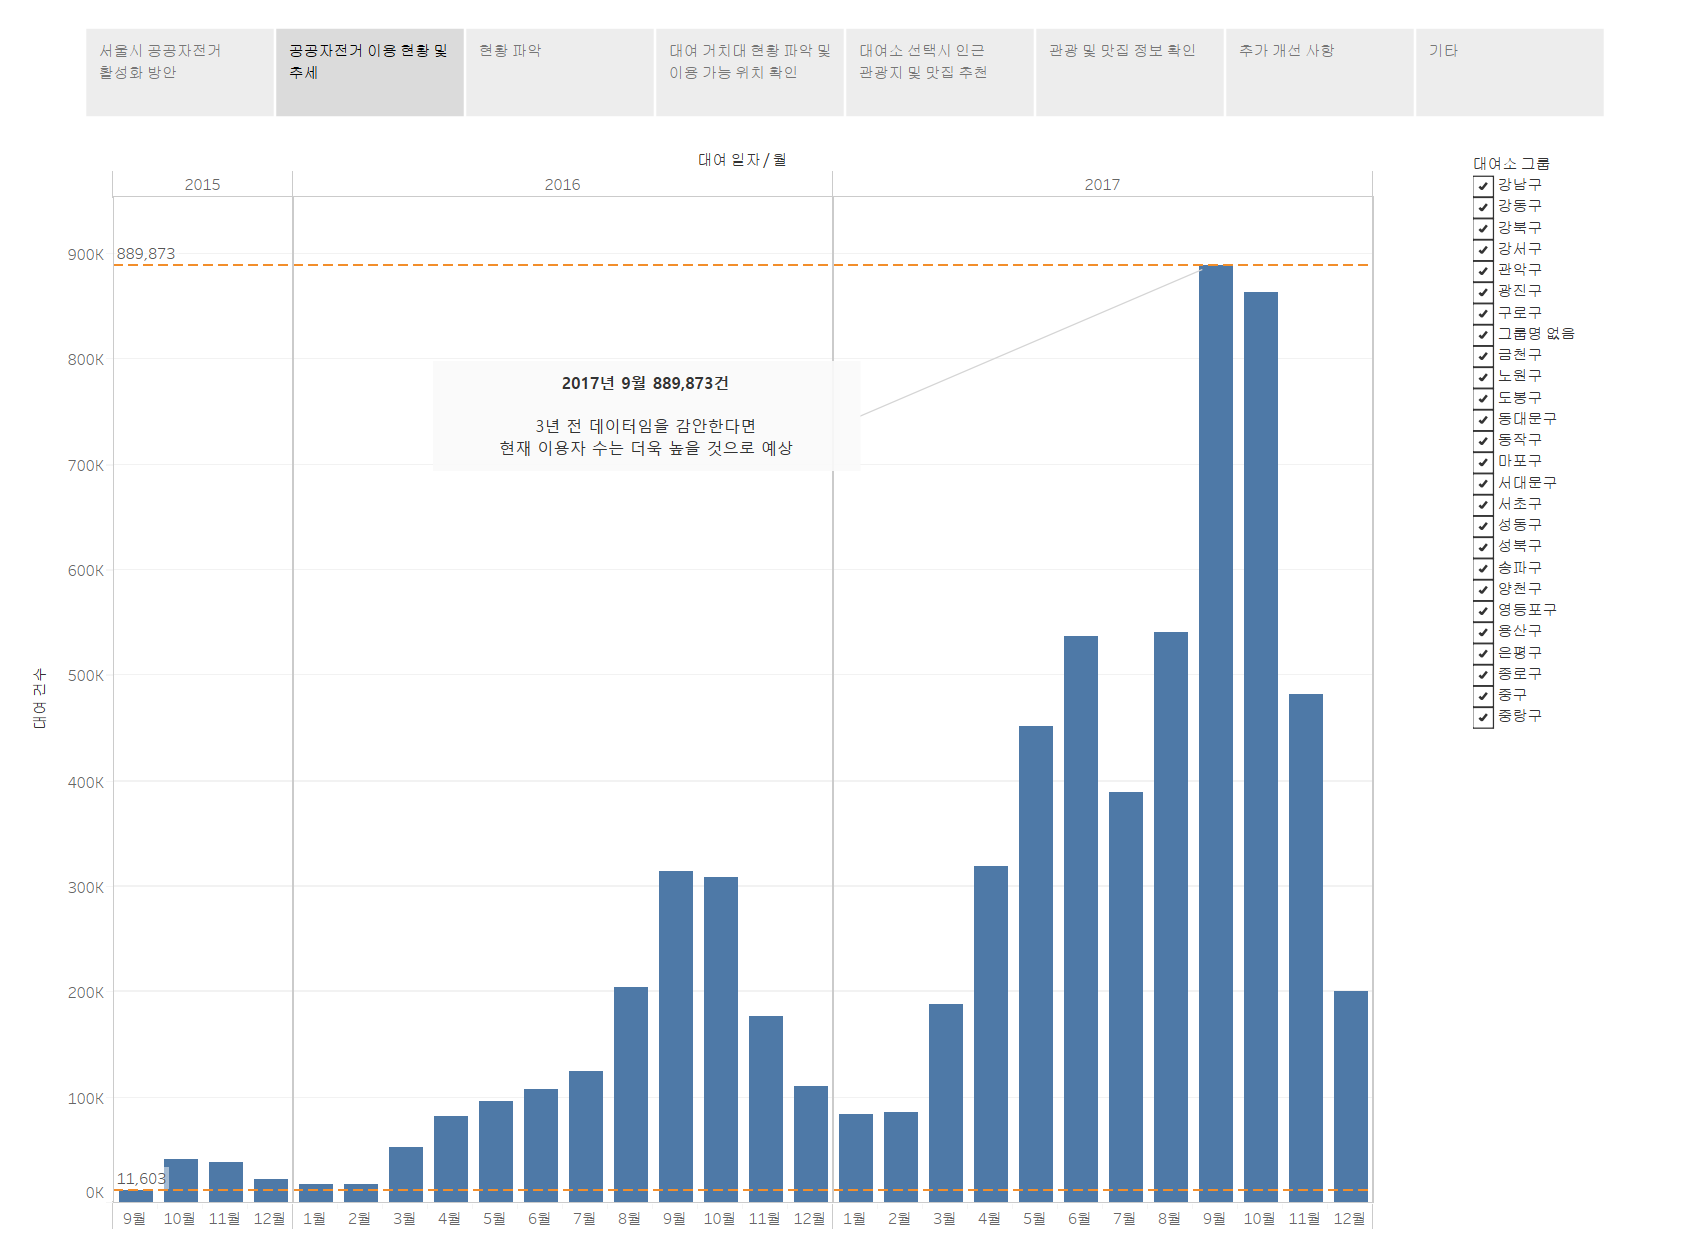 서울시 공공자전거
활성화 방안
공공자전거 이용 현황 및
추세
현황 파악
대여 거치대 현황 파악 및
이용 가능 위치 확인
대여소 선택시 인근
관광지 및 맛집 추천
관광 및 맛집 정보 확인
추가 개선 사항
기타
대여 일자 / 월
2015
2016
2017
대여 건수
900K
800K
700K
600K
500K
400K
300K
200K
100K
0K
889,873
2017년 9월 889,873건
3년 전 데이터임을 감안한다면
현재 이용자 수는 더욱 높을 것으로 예상
11,603
9월 10월 11월 12월 1월 2월 3월 4월 5월 6월 7월 8월 9월 10월 11월 12월 1월 2월 3월 4월 5월 6월 7월 8월 9월 10월 11월 12월
대여소 그룹
강남구
강동구
강북구
강서구
관악구
광진구
구로구
그룹명 없음
금천구
노원구
도봉구
동대문구
동작구
마포구
서대문구
서초구
성동구
성북구
송파구
양천구
영등포구
용산구
은평구
종로구
중구
중랑구